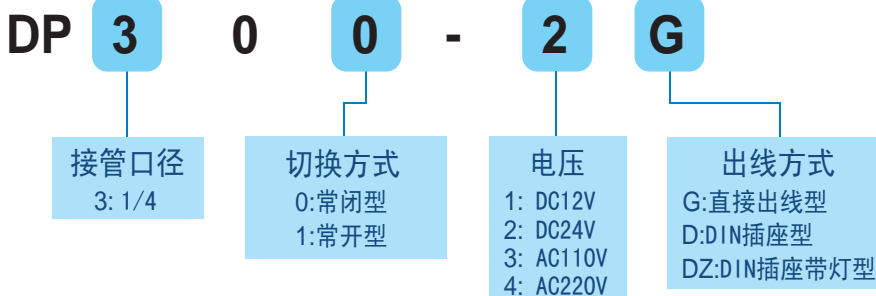 DP 3 0 0 - 2 G
接管口径
3: 1/4
切换方式
0:常闭型
1:常开型
电压
1: DC12V
2: DC24V
3: AC110V
4: AC220V
出线方式
G:直接出线型
D:DIN插座型
DZ:DIN插座带灯型